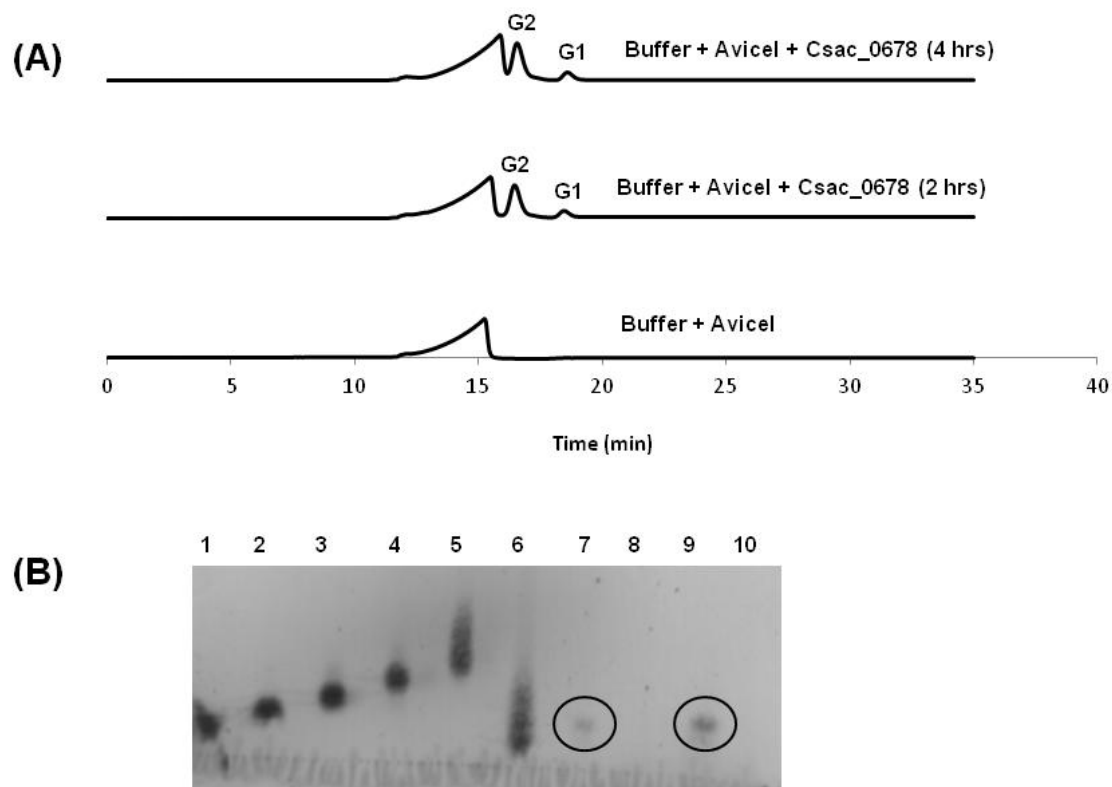 (A)
G2
G1
Buffer + Avicel + Csac_0678 (4 hrs)
G2
G1
Buffer + Avicel + Csac_0678 (2 hrs)
Buffer + Avicel
0 5 10 15 20 25 30 35 40
Time (min)
(B)
1 2 3 4 5 6 7 8 9 10